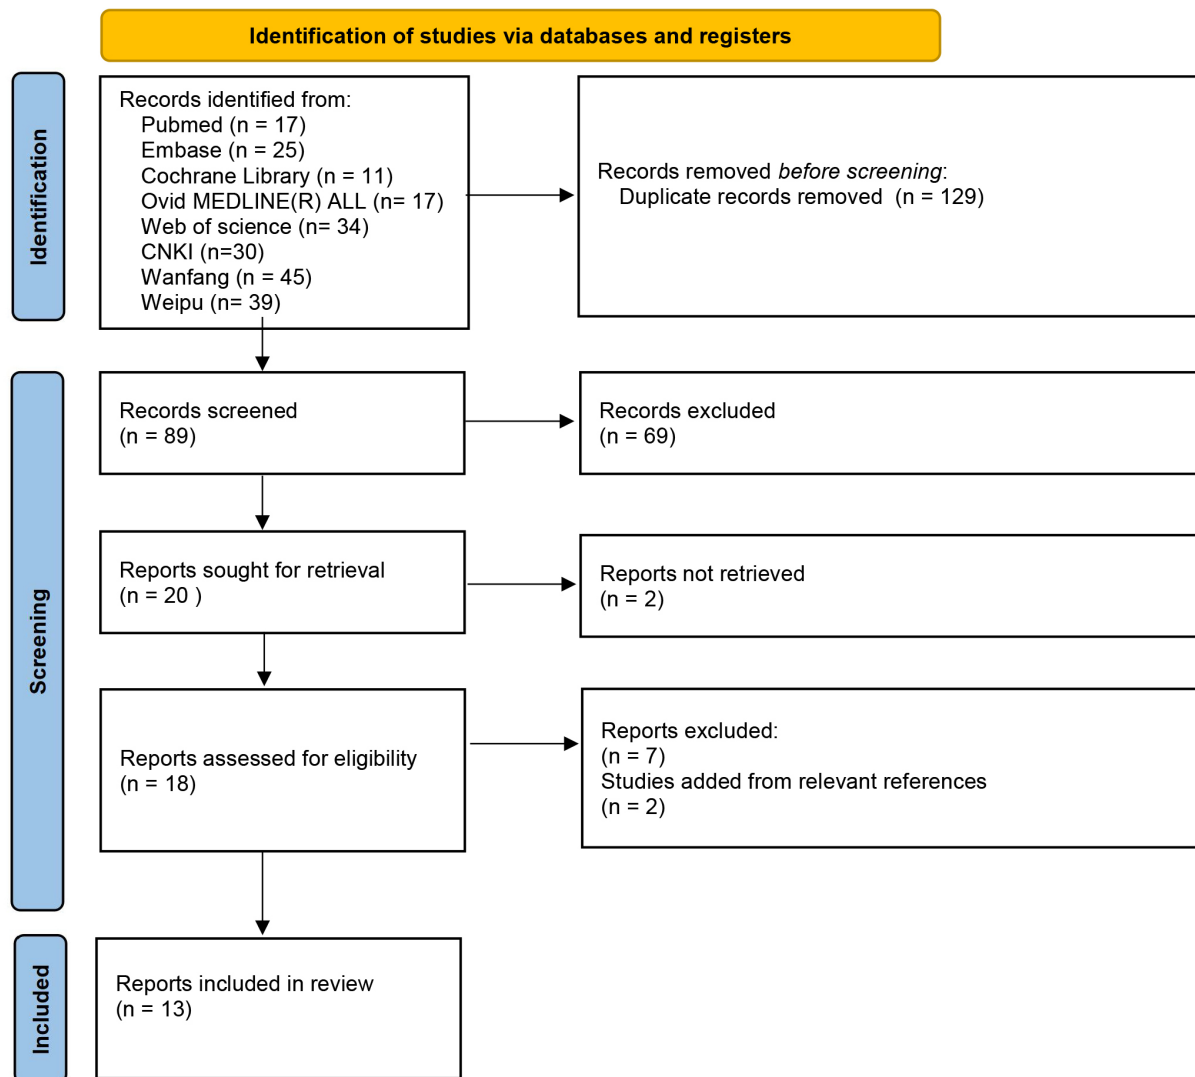 Identification of studies via databases and registers
Identification
Records identified from:
Pubmed (n = 17)
Embase (n = 25)
Cochrane Library (n = 11)
Ovid MEDLINE(R) ALL (n= 17)
Web of science (n= 34)
CNKI (n=30)
Wanfang (n = 45)
Weipu (n= 39)
Records removed before screening:
Duplicate records removed  (n = 129)
Screening
Records screened
(n = 89)
Records excluded
(n = 69)
Reports sought for retrieval
(n = 20 )
Reports not retrieved
(n = 2)
Reports assessed for eligibility
(n = 18)
Reports excluded:
(n = 7)
Studies added from relevant references
(n = 2)
Included
Reports included in review
(n = 13)